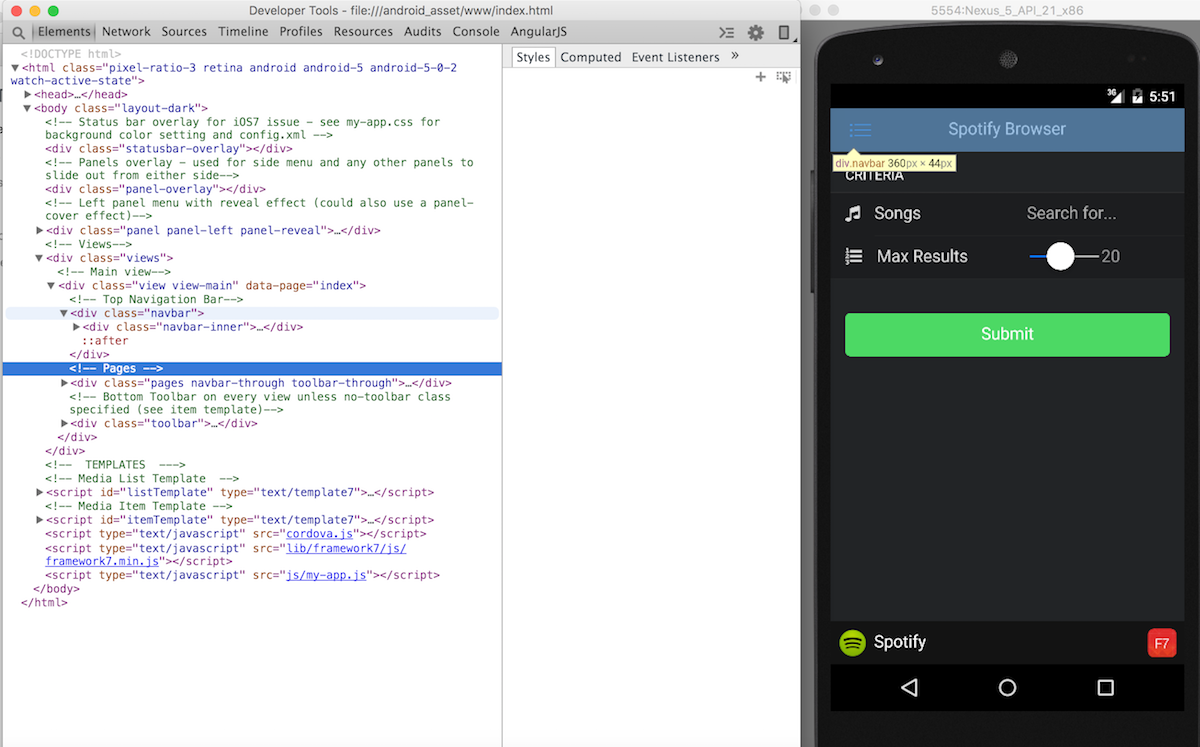 Developer Tools - file:///android_asset/www/index.html
Elements Network Sources Timeline Profiles Resources Audits Console AngularJS
<!DOCTYPE html>
<html class="pixel-ratio-3 retina android android-5 android-5-0-2
watch-active-state">
<head>…</head>
<body class="layout-dark">
<!-- Status bar overlay for iOS7 issue - see my-app.css for
background color setting and config.xml -->
<div class="statusbar-overlay"></div>
<!-- Panels overlay - used for side menu and any other panels to
slide out from either side-->
<div class="panel-overlay"></div>
<!-- Left panel menu with reveal effect (could also use a panel-
cover effect)-->
<div class="panel panel-left panel-reveal">…</div>
<!-- Views-->
<div class="views">
<!-- Main view-->
<div class="view view-main" data-page="index">
<!-- Top Navigation Bar-->
<div class="navbar">
<div class="navbar-inner">…</div>
::after
</div>
<!-- Pages -->
<div class="pages navbar-through toolbar-through">…</div>
<!-- Bottom Toolbar on every view unless no-toolbar class
specified (see item template)-->
<div class="toolbar">…</div>
</div>
</div>
<!--  TEMPLATES  --->
<!-- Media List Template  -->
<script id="listTemplate" type="text/template7">…</script>
<!-- Media Item Template -->
<script id="itemTemplate" type="text/template7">…</script>
<script type="text/javascript" src="cordova.js"></script>
<script type="text/javascript" src="lib/framework7/js/
framework7.min.js"></script>
<script type="text/javascript" src="js/my-app.js"></script>
</body>
</html>
Styles Computed Event Listeners »
5554:Nexus_5_API_21_x86
3G 5:51
Spotify Browser
div.navbar 360px × 44px
CRITERIA
Songs Search for...
Max Results 20
Submit
Spotify F7